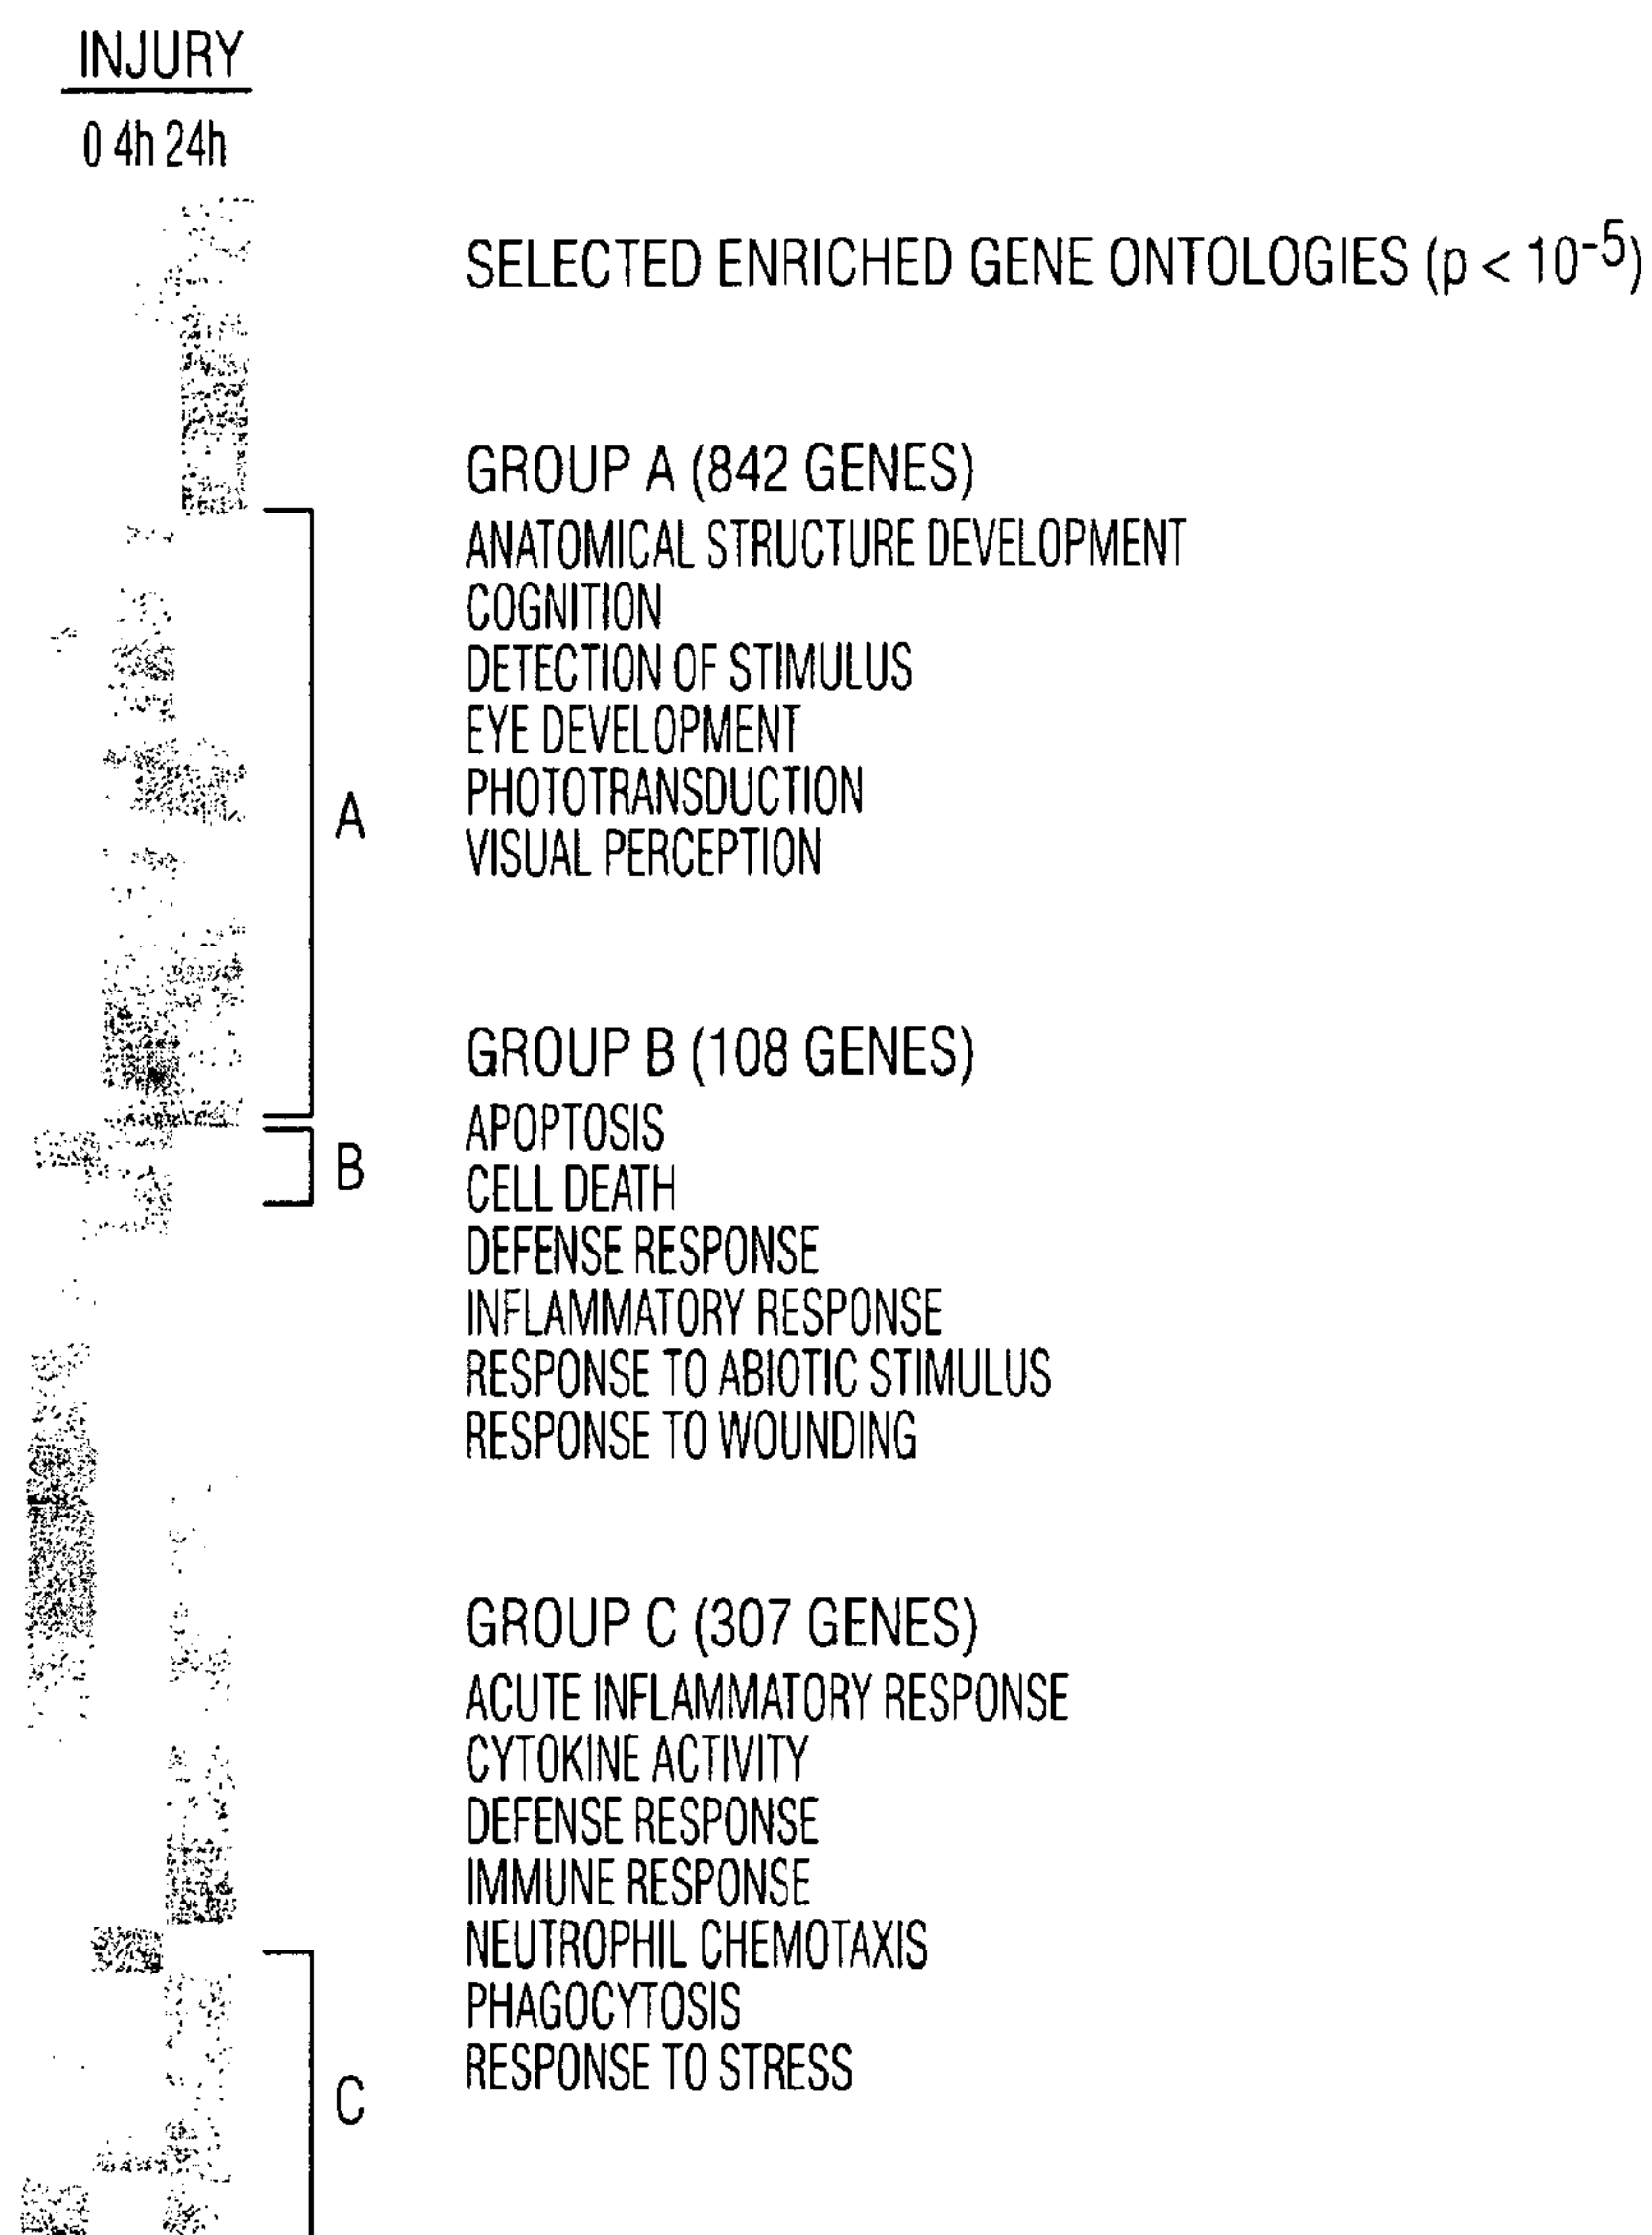 INJURY
0 4h 24h
SELECTED ENRICHED GENE ONTOLOGIES (p < 10⁻⁵)
GROUP A (842 GENES)
ANATOMICAL STRUCTURE DEVELOPMENT
COGNITION
DETECTION OF STIMULUS
EYE DEVELOPMENT
PHOTOTRANSDUCTION
VISUAL PERCEPTION
A
GROUP B (108 GENES)
APOPTOSIS
CELL DEATH
DEFENSE RESPONSE
INFLAMMATORY RESPONSE
RESPONSE TO ABIOTIC STIMULUS
RESPONSE TO WOUNDING
B
GROUP C (307 GENES)
ACUTE INFLAMMATORY RESPONSE
CYTOKINE ACTIVITY
DEFENSE RESPONSE
IMMUNE RESPONSE
NEUTROPHIL CHEMOTAXIS
PHAGOCYTOSIS
RESPONSE TO STRESS
C